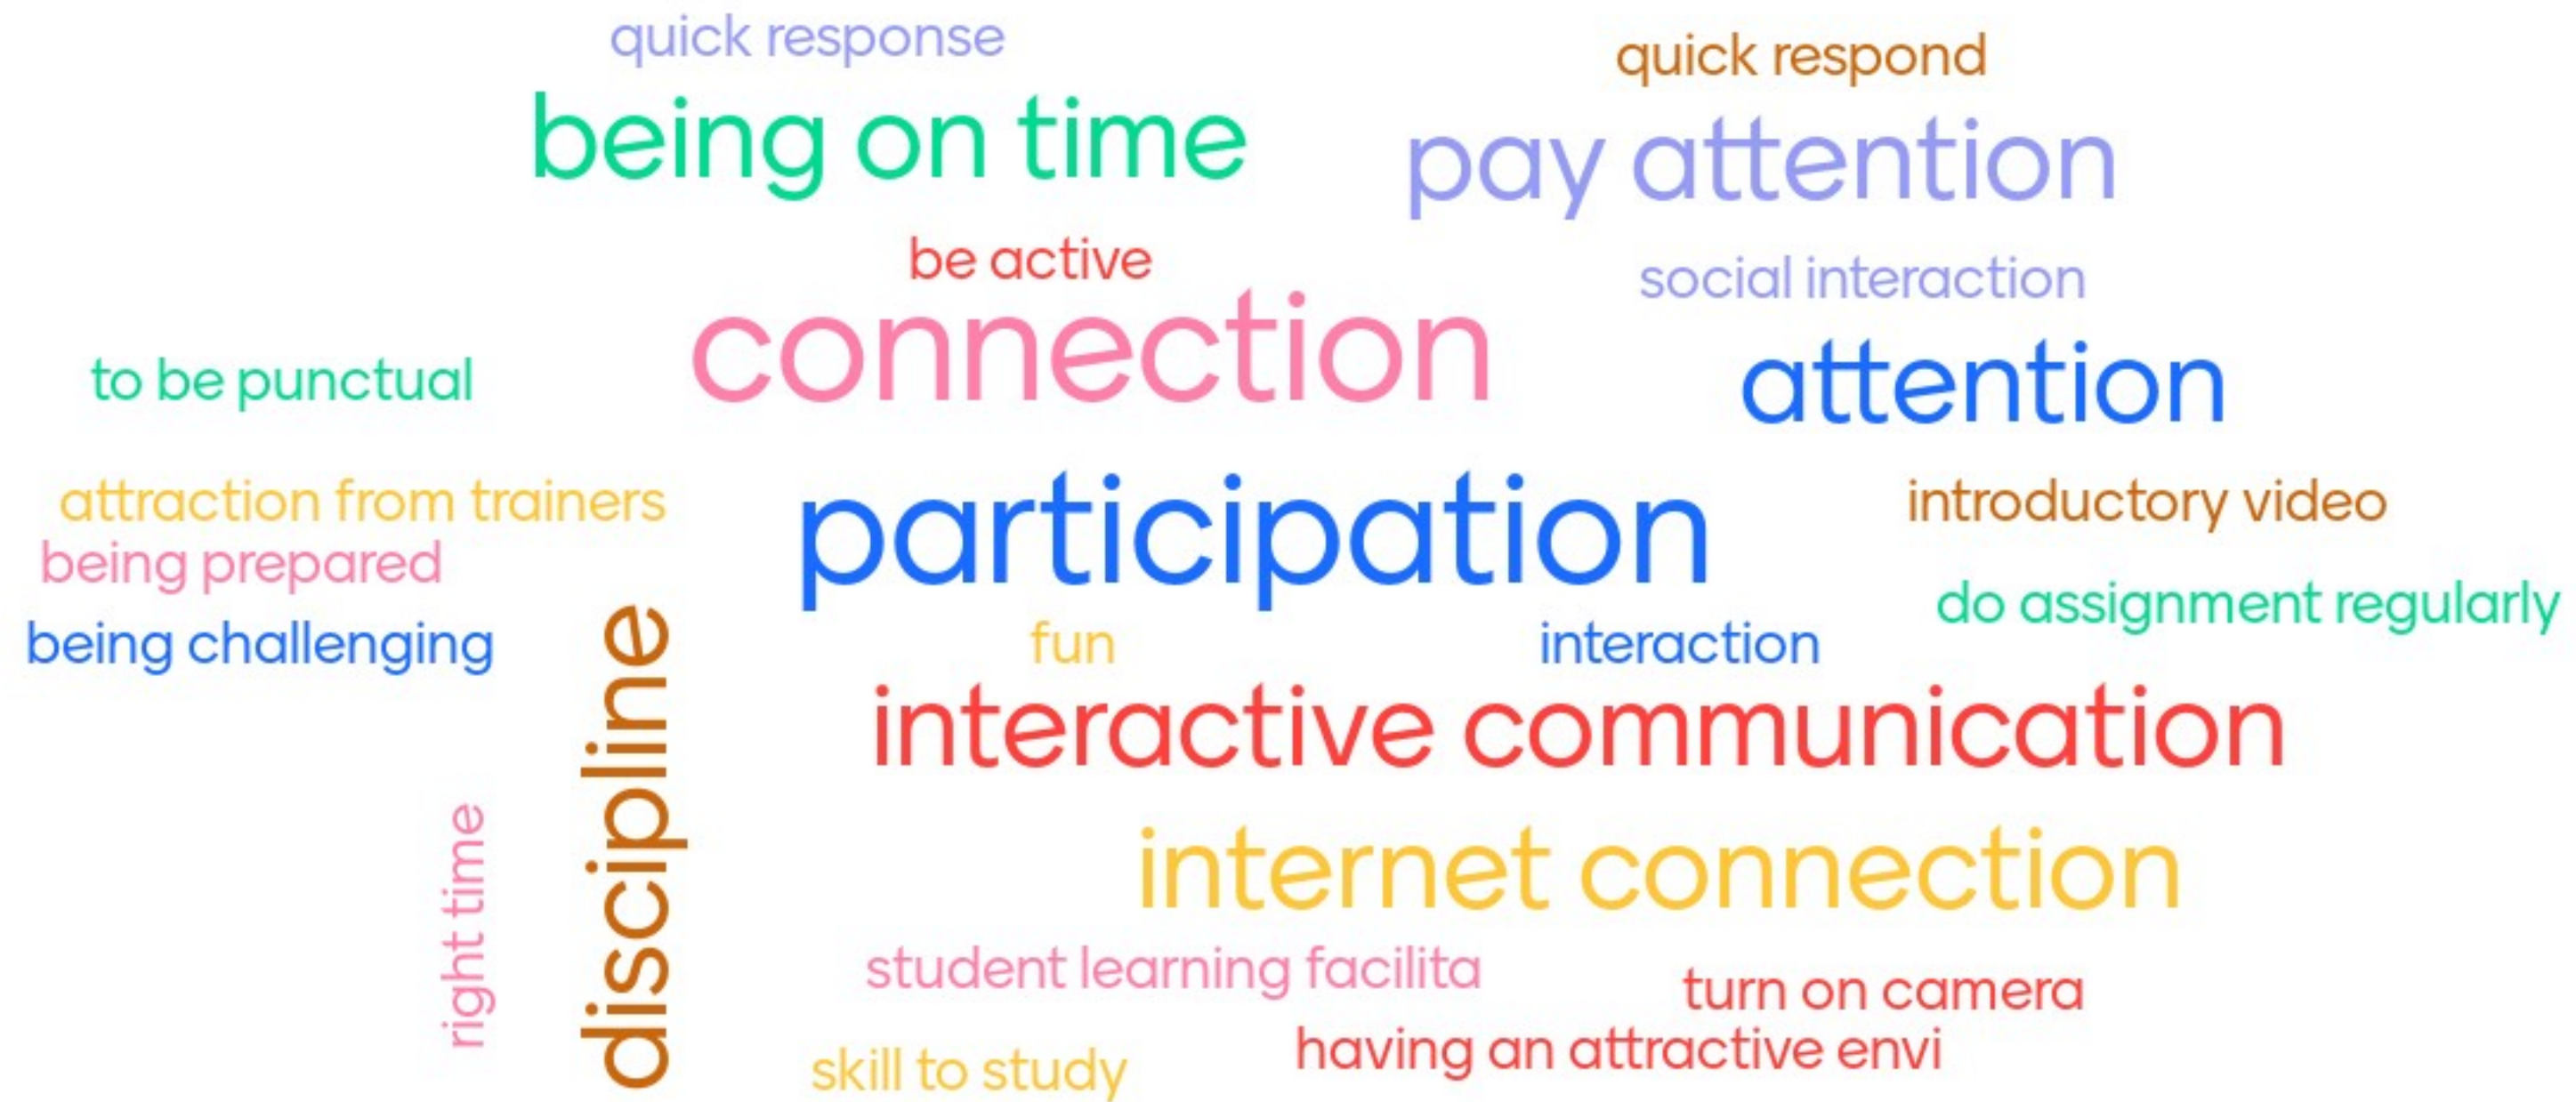 quick response
quick respond
being on time
pay attention
be active
social interaction
connection
to be punctual
attention
attraction from trainers
participation
introductory video
being prepared
do assignment regularly
being challenging
fun
interaction
discipline
interactive communication
right time
internet connection
student learning facilita
turn on camera
having an attractive envi
skill to study